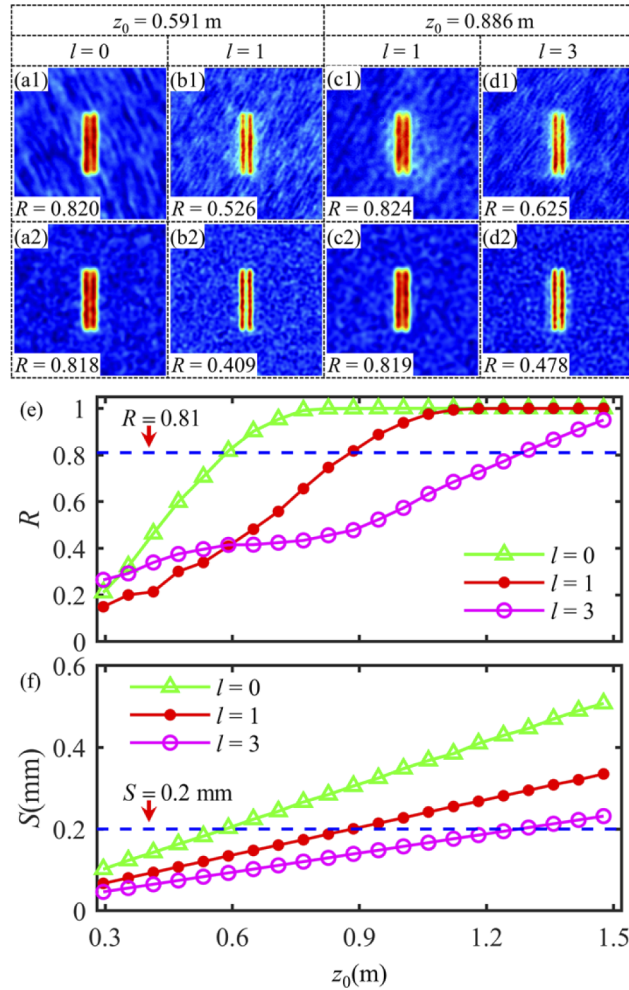 z₀ = 0.591 m z₀ = 0.886 m
l = 0 l = 1 l = 1 l = 3
(a1) (b1) (c1) (d1)
R = 0.820 R = 0.526 R = 0.824 R = 0.625
(a2) (b2) (c2) (d2)
R = 0.818 R = 0.409 R = 0.819 R = 0.478
(e)
1
R = 0.81
0.8
0.6
R
0.4
l = 0
l = 1
0.2
l = 3
0
0.6
(f)
l = 0
l = 1
0.4
l = 3
S(mm)
S = 0.2 mm
0.2
0
0.3 0.6 0.9 1.2 1.5
z₀(m)